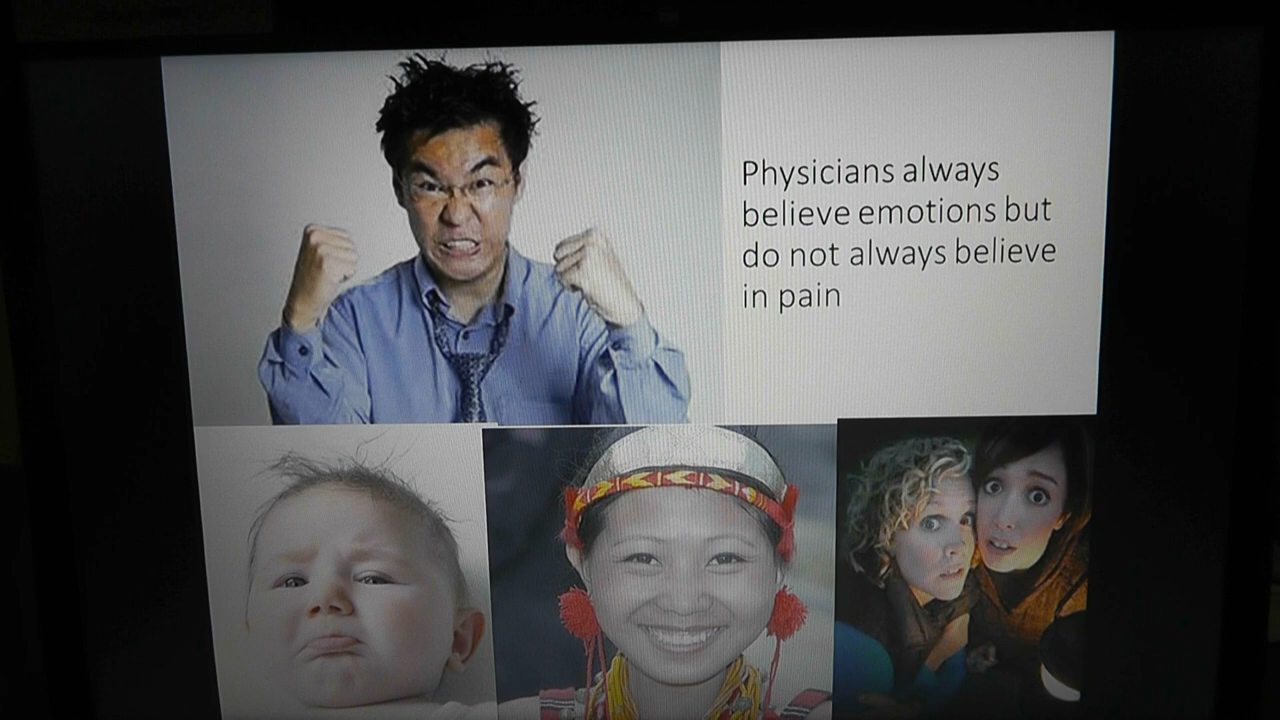 Physicians always
believe emotions but
do not always believe
in pain